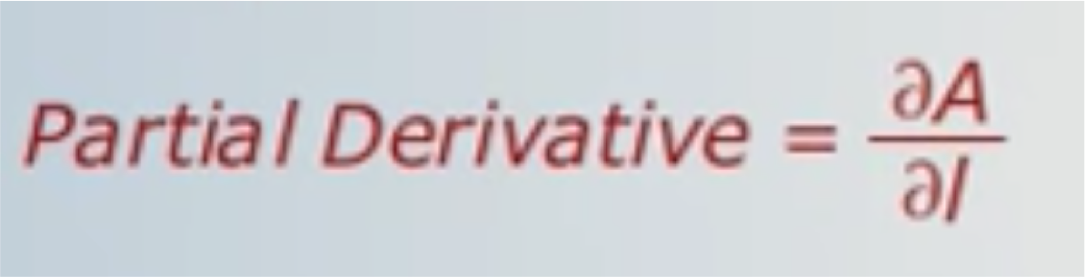 Partial Derivative = ∂A/∂l